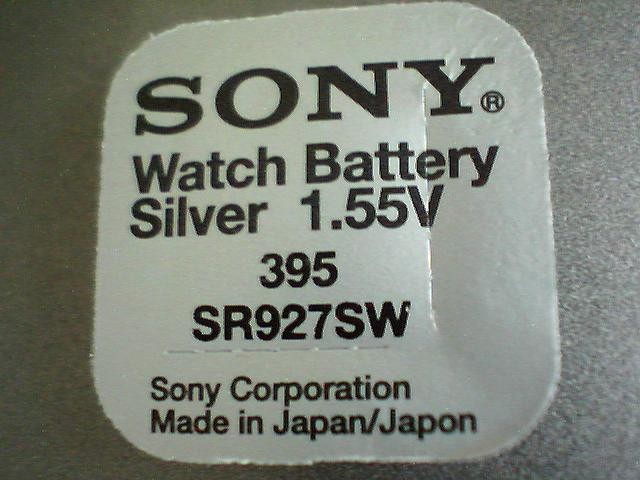 SONY®
Watch Battery
Silver 1.55V
395
SR927SW
Sony Corporation
Made in Japan/Japon